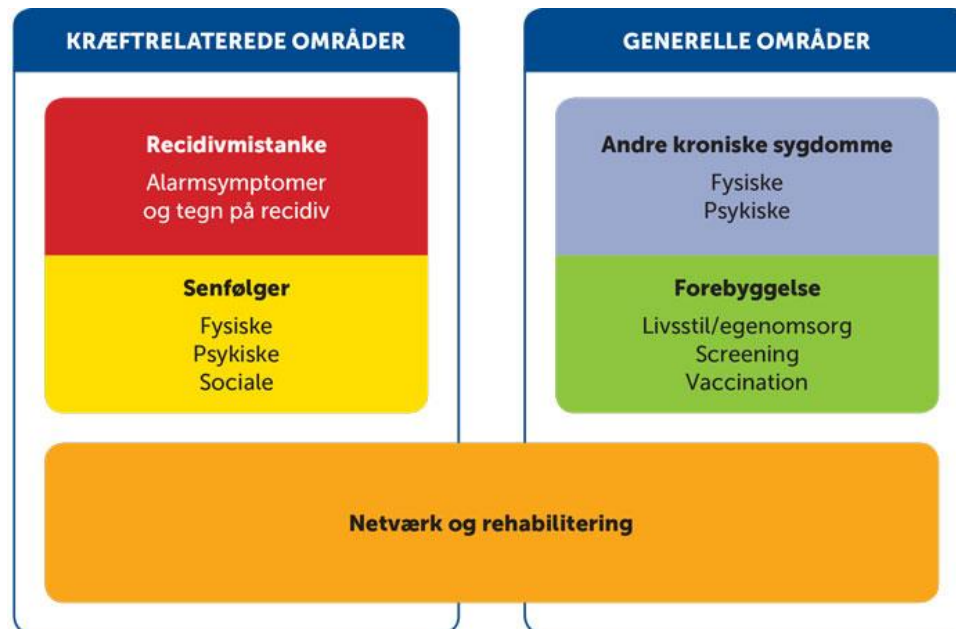 KRÆFTRELATEREDE OMRÅDER
Recidivmistanke
Alarmsymptomer
og tegn på recidiv
Senfølger
Fysiske
Psykiske
Sociale
GENERELLE OMRÅDER
Andre kroniske sygdomme
Fysiske
Psykiske
Forebyggelse
Livsstil/egenomsorg
Screening
Vaccination
Netværk og rehabilitering